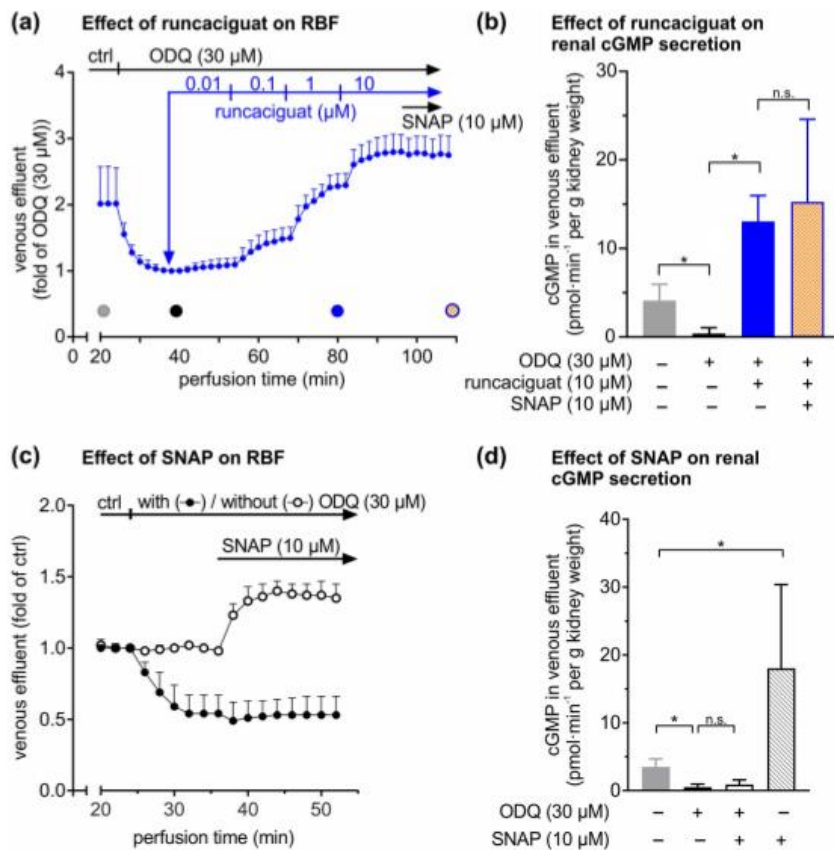 (a) Effect of runcaciguat on RBF
ctrl ODQ (30 µM)
4
0.01 0.1 1 10
runcaciguat (µM)
SNAP (10 µM)
3
2
1
0
venous effluent
(fold of ODQ (30 µM))
0 20 40 60 80 100
perfusion time (min)
(b) Effect of runcaciguat on
renal cGMP secretion
30
20
10
5
0
cGMP in venous effluent
(pmol·min⁻¹ per g kidney weight)
* * n.s.
ODQ (30 µM) – + + +
runcaciguat (10 µM) – – + +
SNAP (10 µM) – – – +
(c) Effect of SNAP on RBF
2.0
ctrl with (-●-) / without (-○-) ODQ (30 µM)
SNAP (10 µM)
1.5
1.0
0.5
0.0
venous effluent (fold of ctrl)
0 20 30 40 50
perfusion time (min)
(d) Effect of SNAP on renal
cGMP secretion
40
30
20
10
5
0
cGMP in venous effluent
(pmol·min⁻¹ per g kidney weight)
*
* n.s.
ODQ (30 µM) – + + –
SNAP (10 µM) – – + +